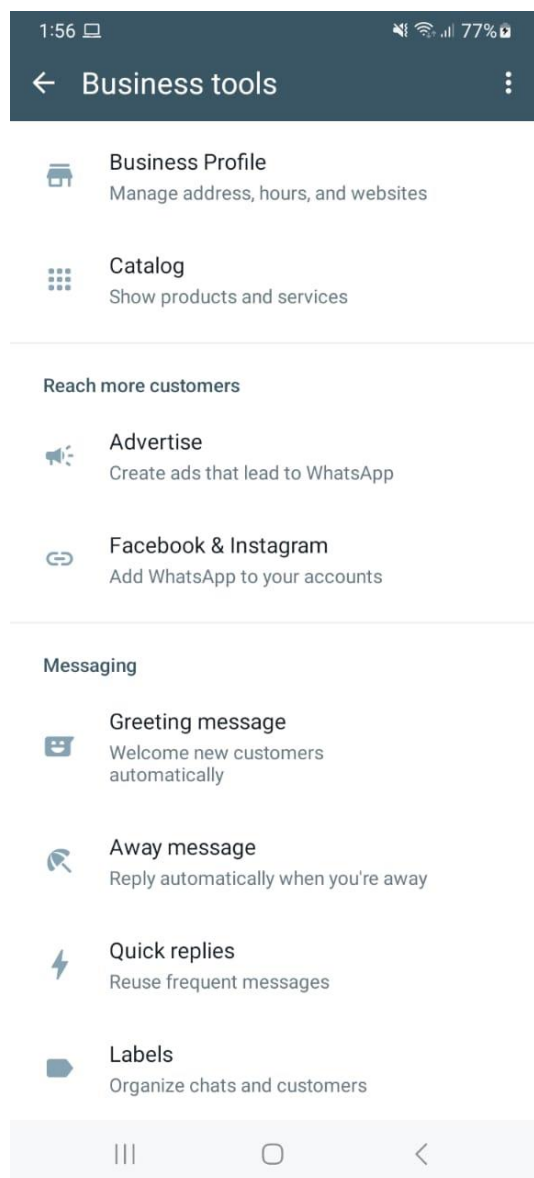 1:56 77%
Business tools
Business Profile
Manage address, hours, and websites
Catalog
Show products and services
Reach more customers
Advertise
Create ads that lead to WhatsApp
Facebook & Instagram
Add WhatsApp to your accounts
Messaging
Greeting message
Welcome new customers
automatically
Away message
Reply automatically when you're away
Quick replies
Reuse frequent messages
Labels
Organize chats and customers